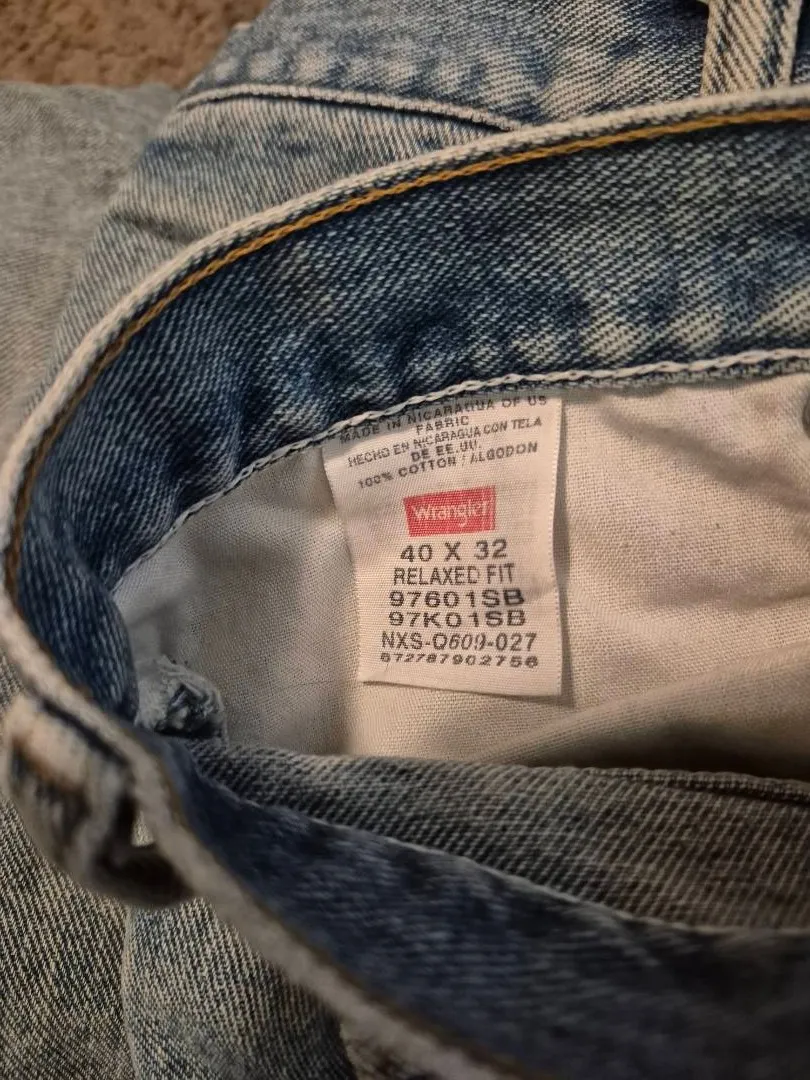 MADE IN NICARAGUA OF US
FABRIC
HECHO EN NICARAGUA CON TELA
DE EE.UU.
100% COTTON / ALGODON
Wrangler
40 X 32
RELAXED FIT
97601SB
97K01SB
NXS-Q609-027
672787902756